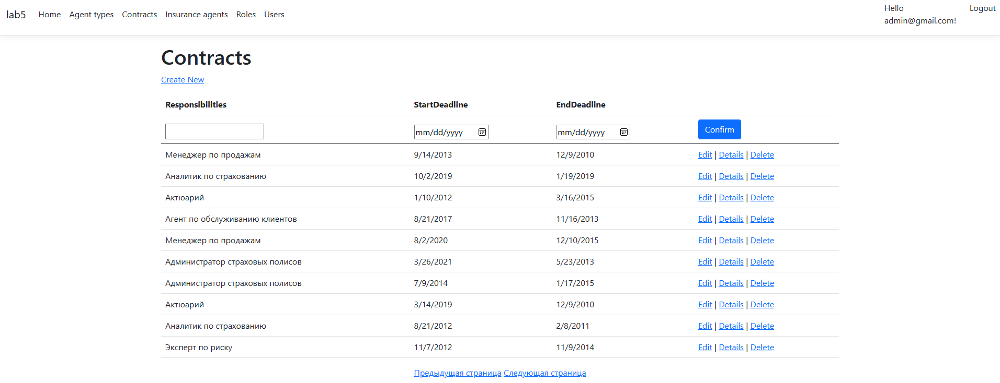 lab5 Home Agent types Contracts Insurance agents Roles Users Hello admin@gmail.com! Logout
Contracts
Create New
Responsibilities StartDeadline EndDeadline
mm/dd/yyyy mm/dd/yyyy Confirm
Менеджер по продажам 9/14/2013 12/9/2010 Edit | Details | Delete
Аналитик по страхованию 10/2/2019 1/19/2019 Edit | Details | Delete
Актюарий 1/10/2012 3/16/2015 Edit | Details | Delete
Агент по обслуживанию клиентов 8/21/2017 11/16/2013 Edit | Details | Delete
Менеджер по продажам 8/2/2020 12/10/2015 Edit | Details | Delete
Администратор страховых полисов 3/26/2021 5/23/2013 Edit | Details | Delete
Администратор страховых полисов 7/9/2014 1/17/2015 Edit | Details | Delete
Актюарий 3/14/2019 12/9/2010 Edit | Details | Delete
Аналитик по страхованию 8/21/2012 2/8/2011 Edit | Details | Delete
Эксперт по риску 11/7/2012 11/9/2014 Edit | Details | Delete
Предыдущая страница Следующая страница